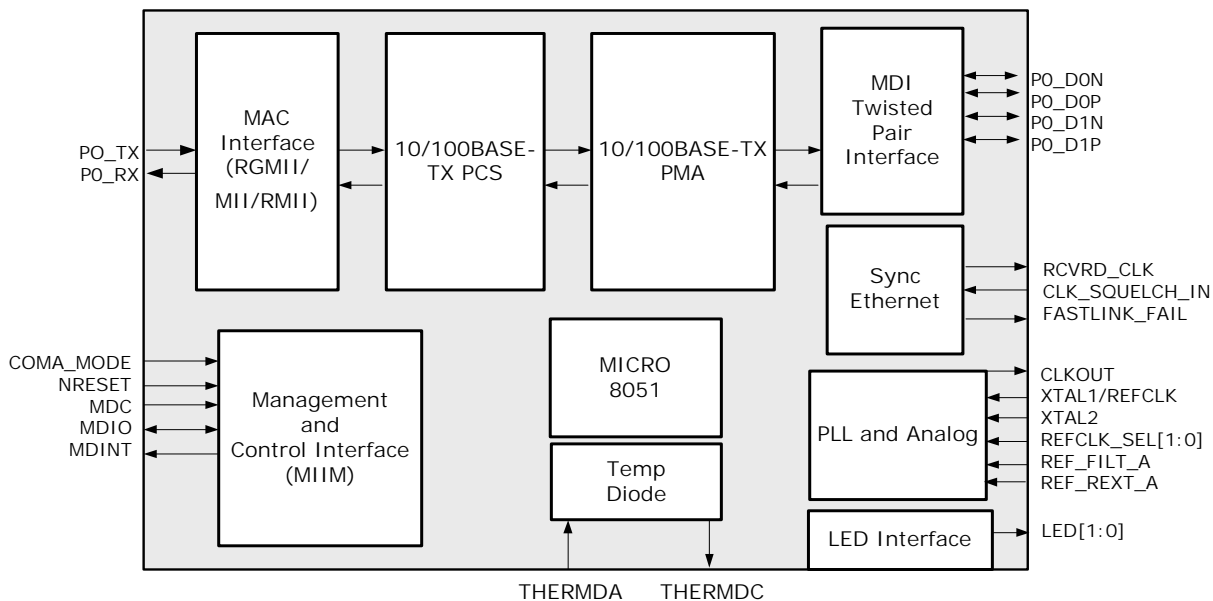 MAC
Interface
(RGMII/
MII/RMII)
10/100BASE-
TX PCS
10/100BASE-TX
PMA
MDI
Twisted
Pair
Interface
P0_D0N
P0_D0P
P0_D1N
P0_D1P
PO_TX
P0_RX
Sync
Ethernet
RCVRD_CLK
CLK_SQUELCH_IN
FASTLINK_FAIL
COMA_MODE
NRESET
MDC
MDIO
MDINT
Management
and
Control Interface
(MIIM)
MICRO
8051
Temp
Diode
PLL and Analog
CLKOUT
XTAL1/REFCLK
XTAL2
REFCLK_SEL[1:0]
REF_FILT_A
REF_REXT_A
LED Interface
LED[1:0]
THERMDA
THERMDC